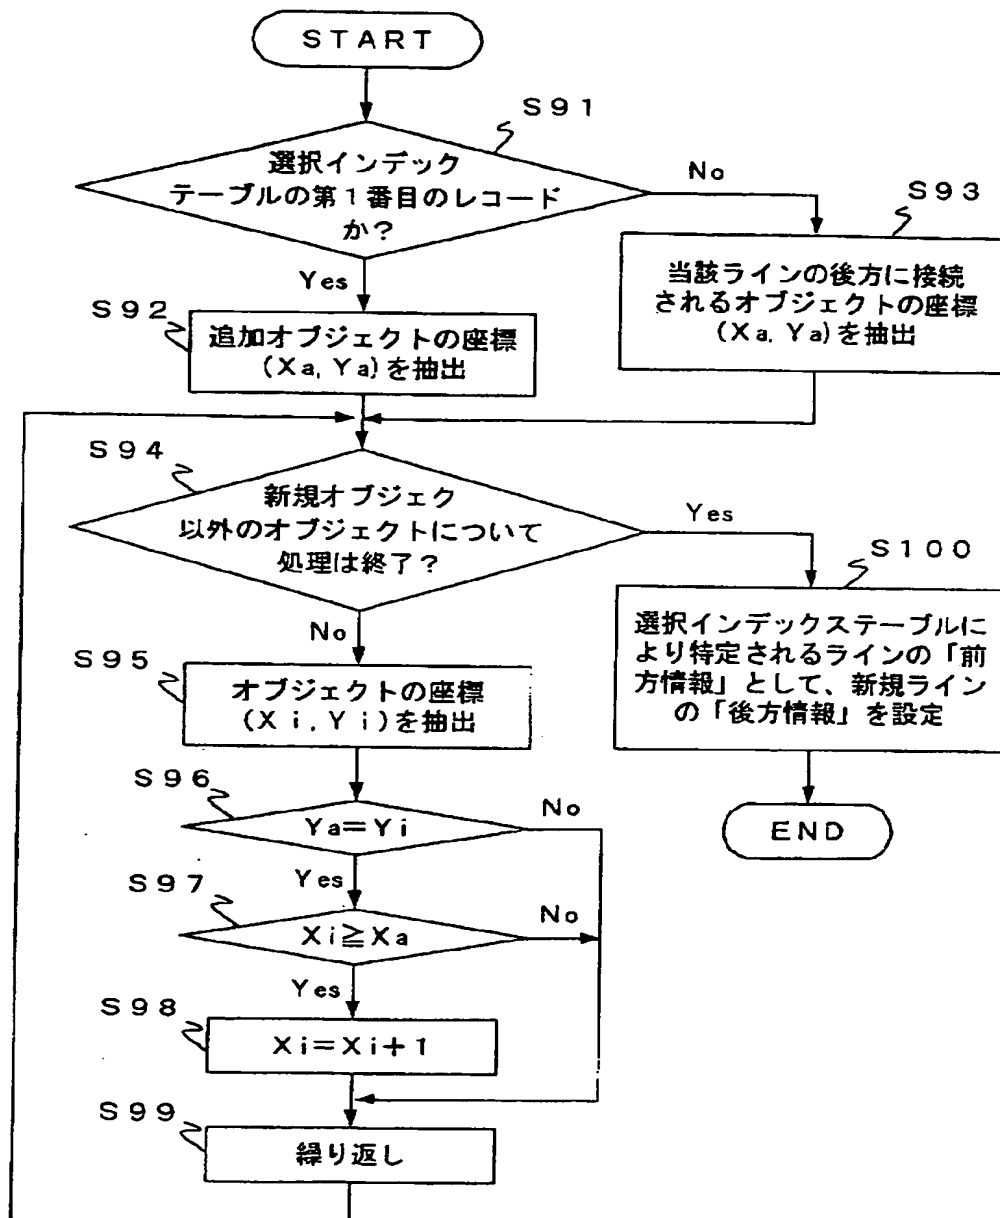 START
S91
選択インデック
テーブルの第1番目のレコード
か?
No
Yes
S93
当該ラインの後方に接続
されるオブジェクトの座標
(Xa, Ya)を抽出
S92
追加オブジェクトの座標
(Xa, Ya)を抽出
S94
新規オブジェク
以外のオブジェクトについて
処理は終了?
Yes
No
S100
選択インデックステーブルに
より特定されるラインの「前
方情報」として、新規ライン
の「後方情報」を設定
END
S95
オブジェクトの座標
(Xi, Yi)を抽出
S96
Ya=Yi
No
Yes
S97
Xi≧Xa
No
Yes
S98
Xi=Xi+1
S99
繰り返し